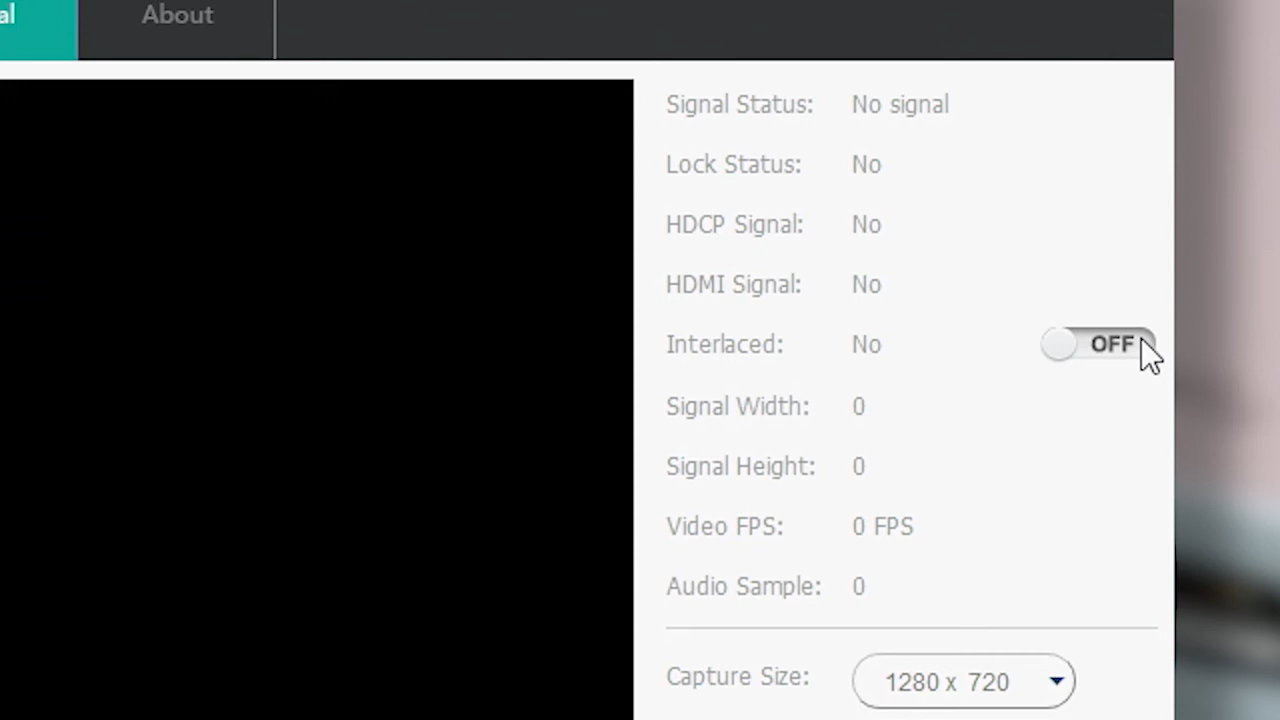 al
About
Signal Status: No signal
Lock Status: No
HDCP Signal: No
HDMI Signal: No
Interlaced: No OFF
Signal Width: 0
Signal Height: 0
Video FPS: 0 FPS
Audio Sample: 0
Capture Size: 1280 x 720